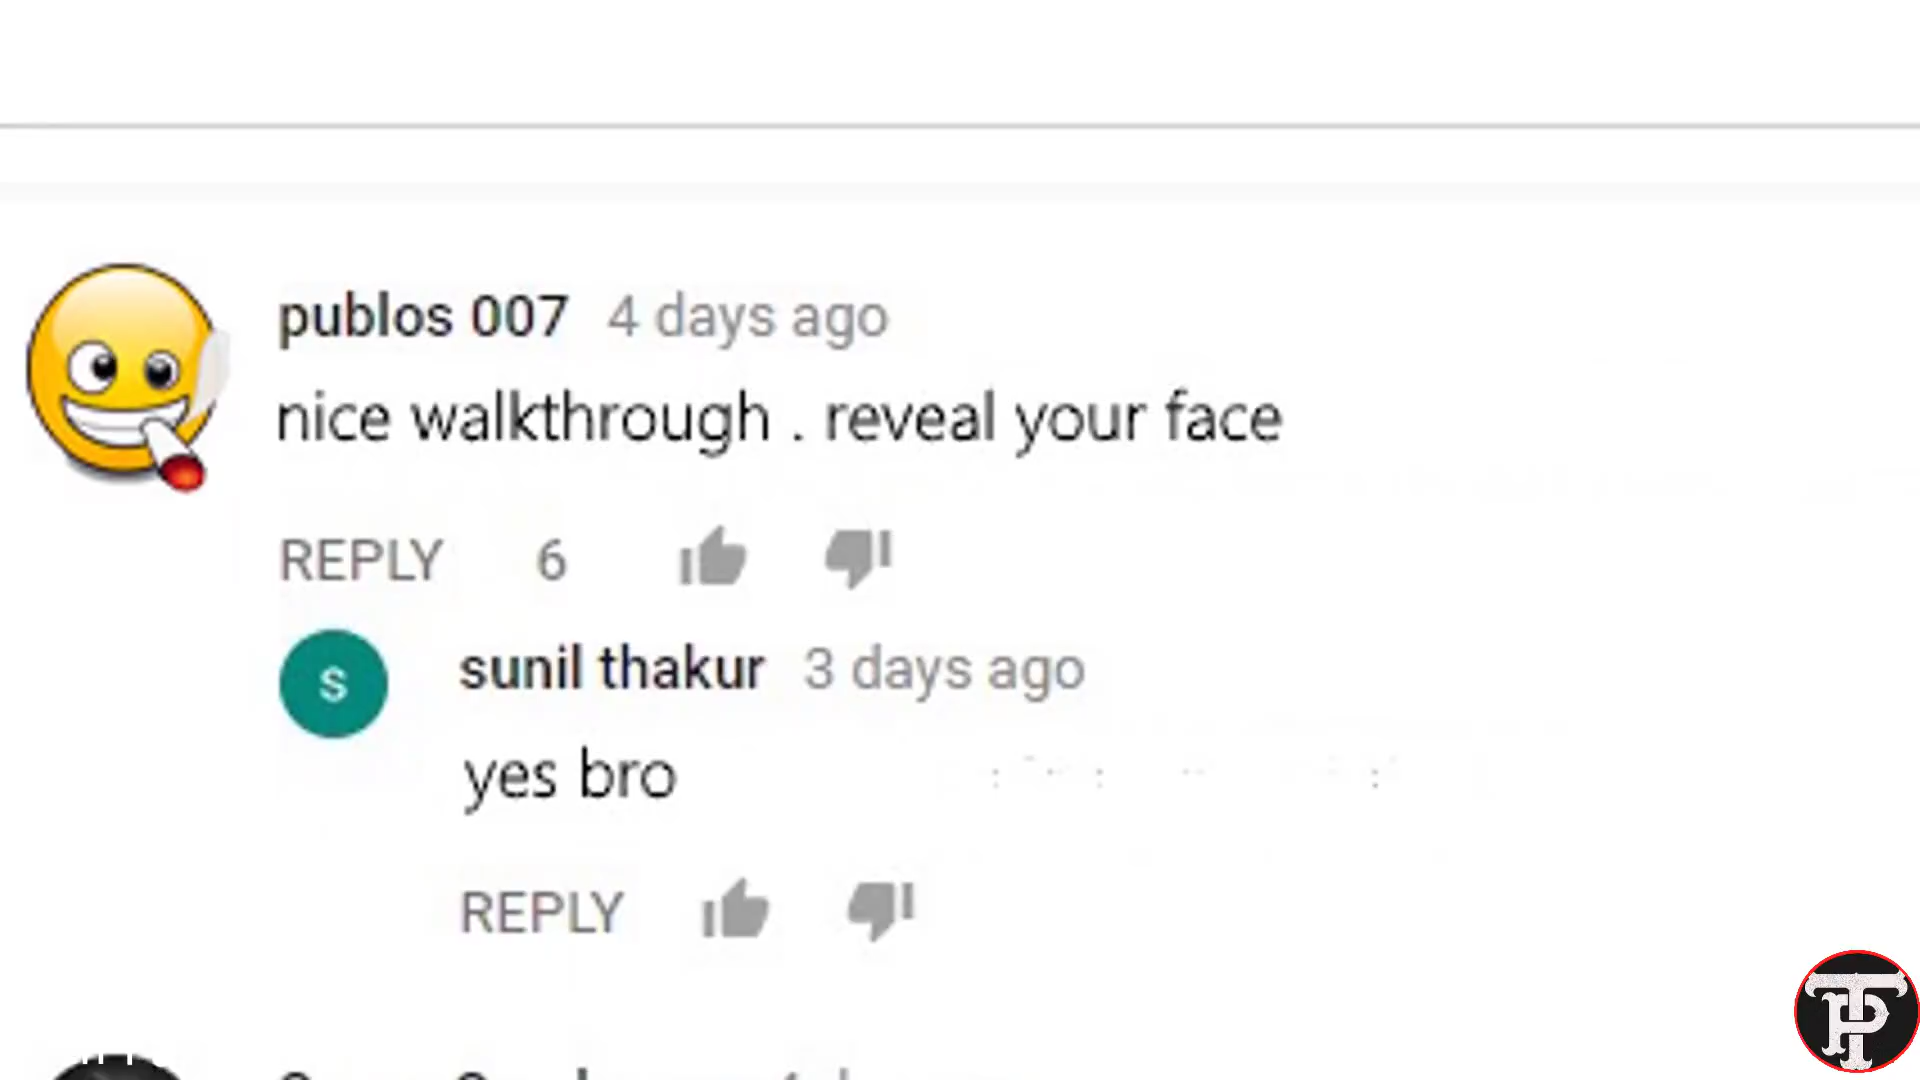 publos 007 4 days ago
nice walkthrough . reveal your face
REPLY 6
S
sunil thakur 3 days ago
yes bro
REPLY
TP